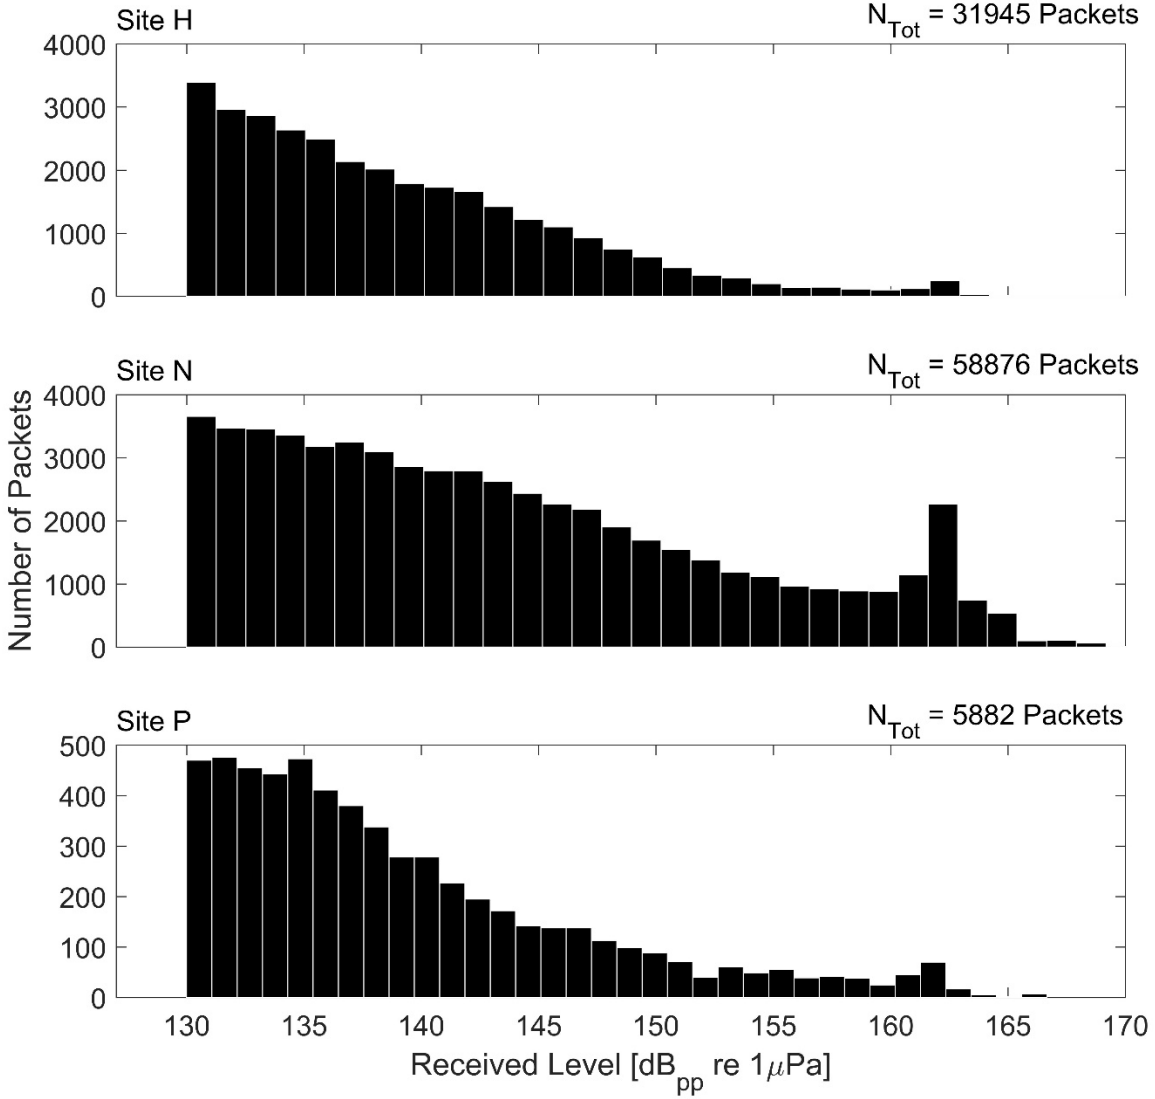 Site H
N_Tot = 31945 Packets
4000
3000
2000
1000
0
Site N
N_Tot = 58876 Packets
4000
3000
2000
1000
0
Number of Packets
Site P
N_Tot = 5882 Packets
500
400
300
200
100
0
130 135 140 145 150 155 160 165 170
Received Level [dB_pp re 1μPa]